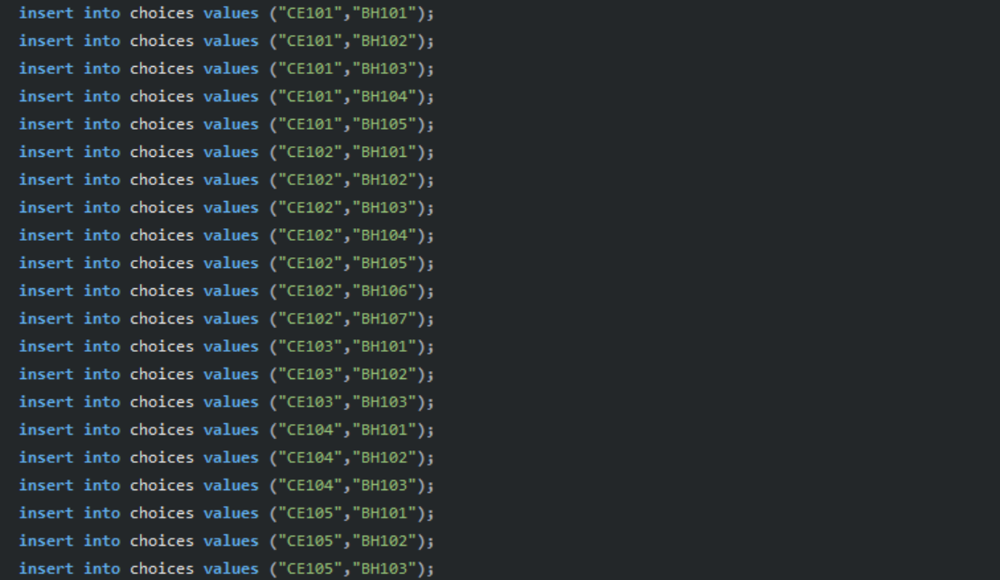 insert into choices values ("CE101","BH101");
insert into choices values ("CE101","BH102");
insert into choices values ("CE101","BH103");
insert into choices values ("CE101","BH104");
insert into choices values ("CE101","BH105");
insert into choices values ("CE102","BH101");
insert into choices values ("CE102","BH102");
insert into choices values ("CE102","BH103");
insert into choices values ("CE102","BH104");
insert into choices values ("CE102","BH105");
insert into choices values ("CE102","BH106");
insert into choices values ("CE102","BH107");
insert into choices values ("CE103","BH101");
insert into choices values ("CE103","BH102");
insert into choices values ("CE103","BH103");
insert into choices values ("CE104","BH101");
insert into choices values ("CE104","BH102");
insert into choices values ("CE104","BH103");
insert into choices values ("CE105","BH101");
insert into choices values ("CE105","BH102");
insert into choices values ("CE105","BH103");